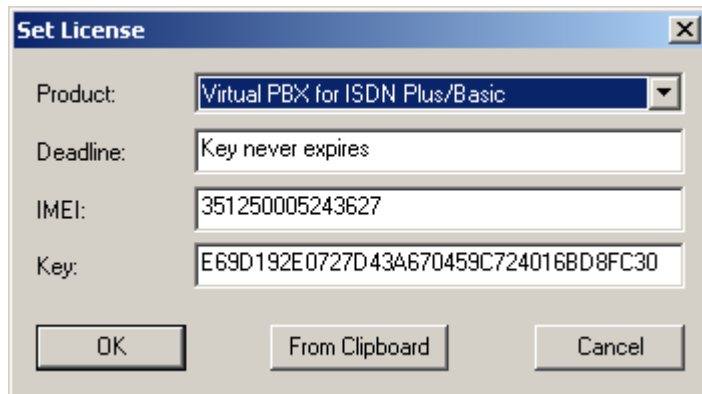 Set License
Product: Virtual PBX for ISDN Plus/Basic
Deadline: Key never expires
IMEI: 351250005243627
Key: E69D192E0727D43A670459C724016BD8FC30
OK From Clipboard Cancel